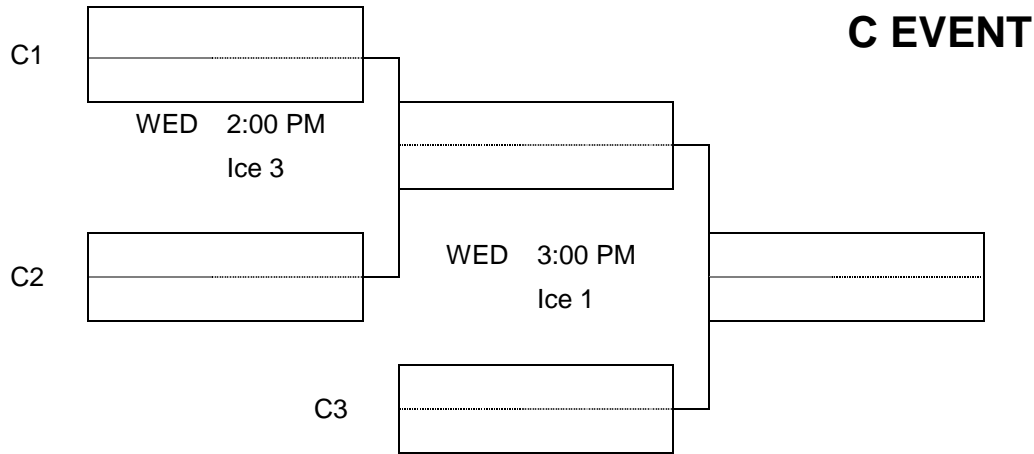 C EVENT
C1
WED 2:00 PM
Ice 3
C2
WED 3:00 PM
Ice 1
C3